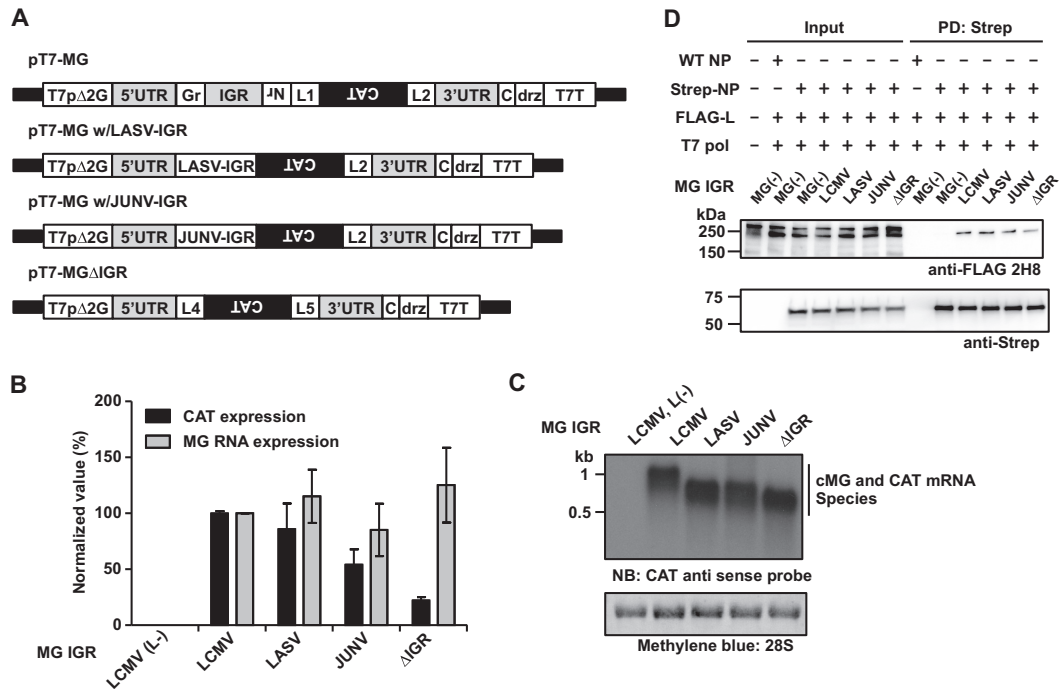 A
pT7-MG
T7pΔ2G 5’UTR Gr IGR Nr L1 CAT L2 3’UTR C drz T7T
pT7-MG w/LASV-IGR
T7pΔ2G 5’UTR LASV-IGR CAT L2 3’UTR C drz T7T
pT7-MG w/JUNV-IGR
T7pΔ2G 5’UTR JUNV-IGR CAT L2 3’UTR C drz T7T
pT7-MGΔIGR
T7pΔ2G 5’UTR L4 CAT L5 3’UTR C drz T7T
B
CAT expression
MG RNA expression
Normalized value (%)
200
150
100
50
0
MG IGR
LCMV (L-) LCMV LASV JUNV ΔIGR
C
MG IGR
LCMV, L(-) LCMV LASV JUNV ΔIGR
kb
1
0.5
cMG and CAT mRNA
Species
NB: CAT anti sense probe
Methylene blue: 28S
D
Input PD: Strep
WT NP – + – – – – – + – – – – –
Strep-NP – – + + + + + – + + + + +
FLAG-L – + + + + + + + + + + + +
T7 pol – + + + + + + + + + + + +
MG IGR MG(-) MG(-) MG(-) LCMV LASV JUNV ΔIGR MG(-) MG(-) LCMV LASV JUNV ΔIGR
kDa
250
150
anti-FLAG 2H8
75
50
anti-Strep